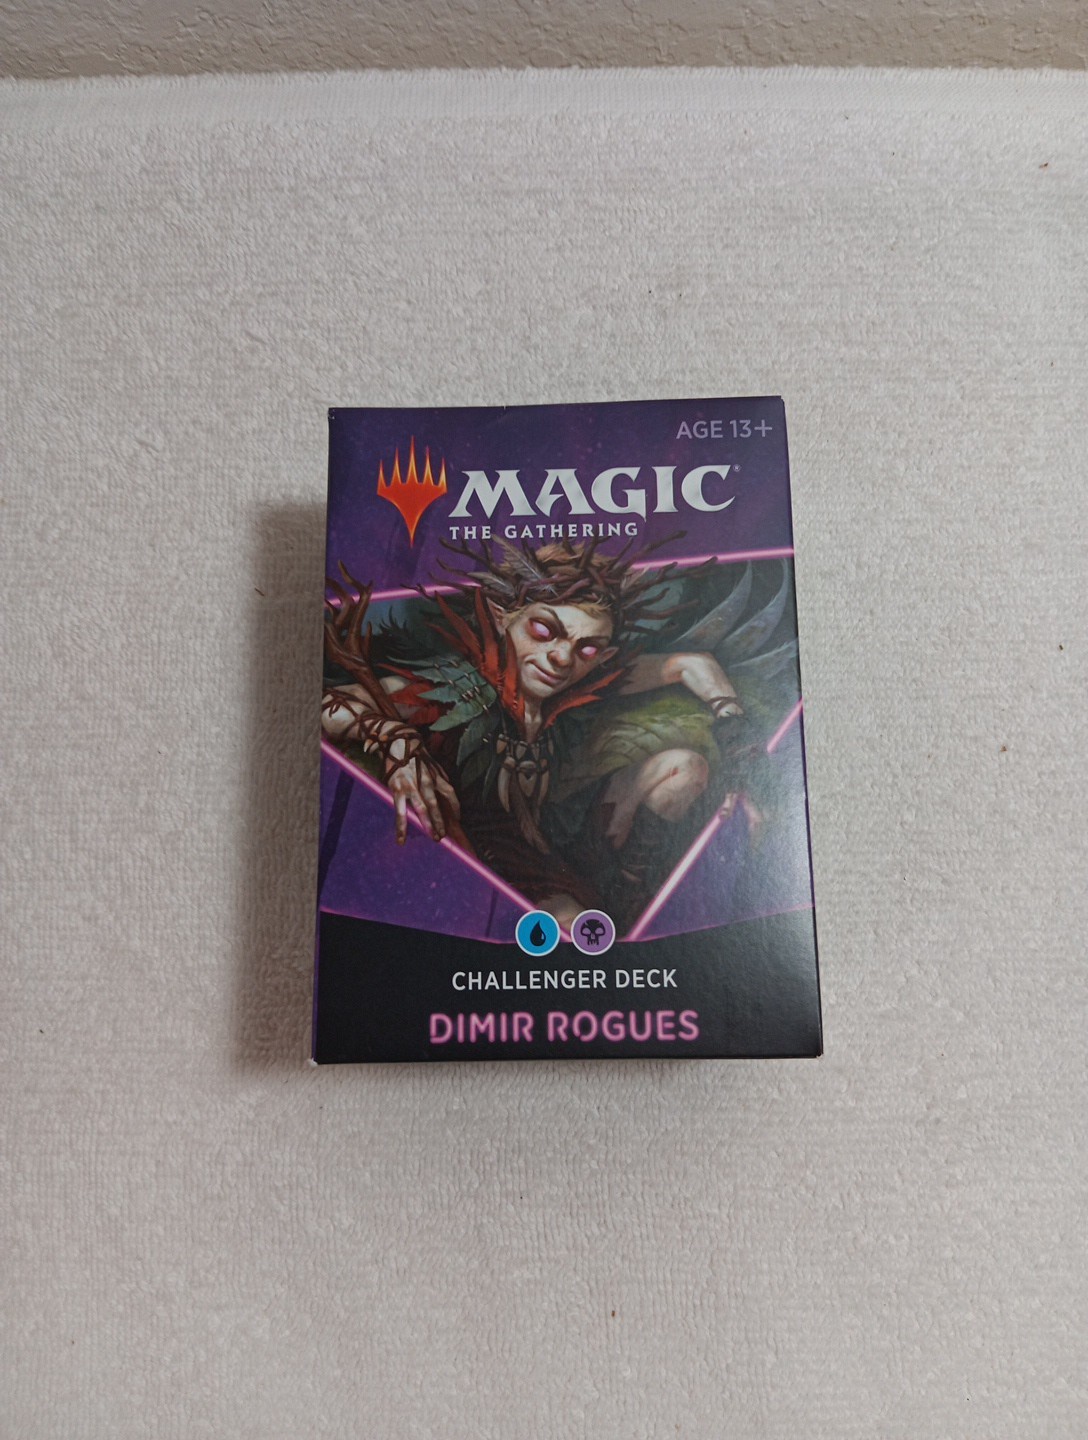 AGE 13+
MAGIC®
THE GATHERING
CHALLENGER DECK
DIMIR ROGUES